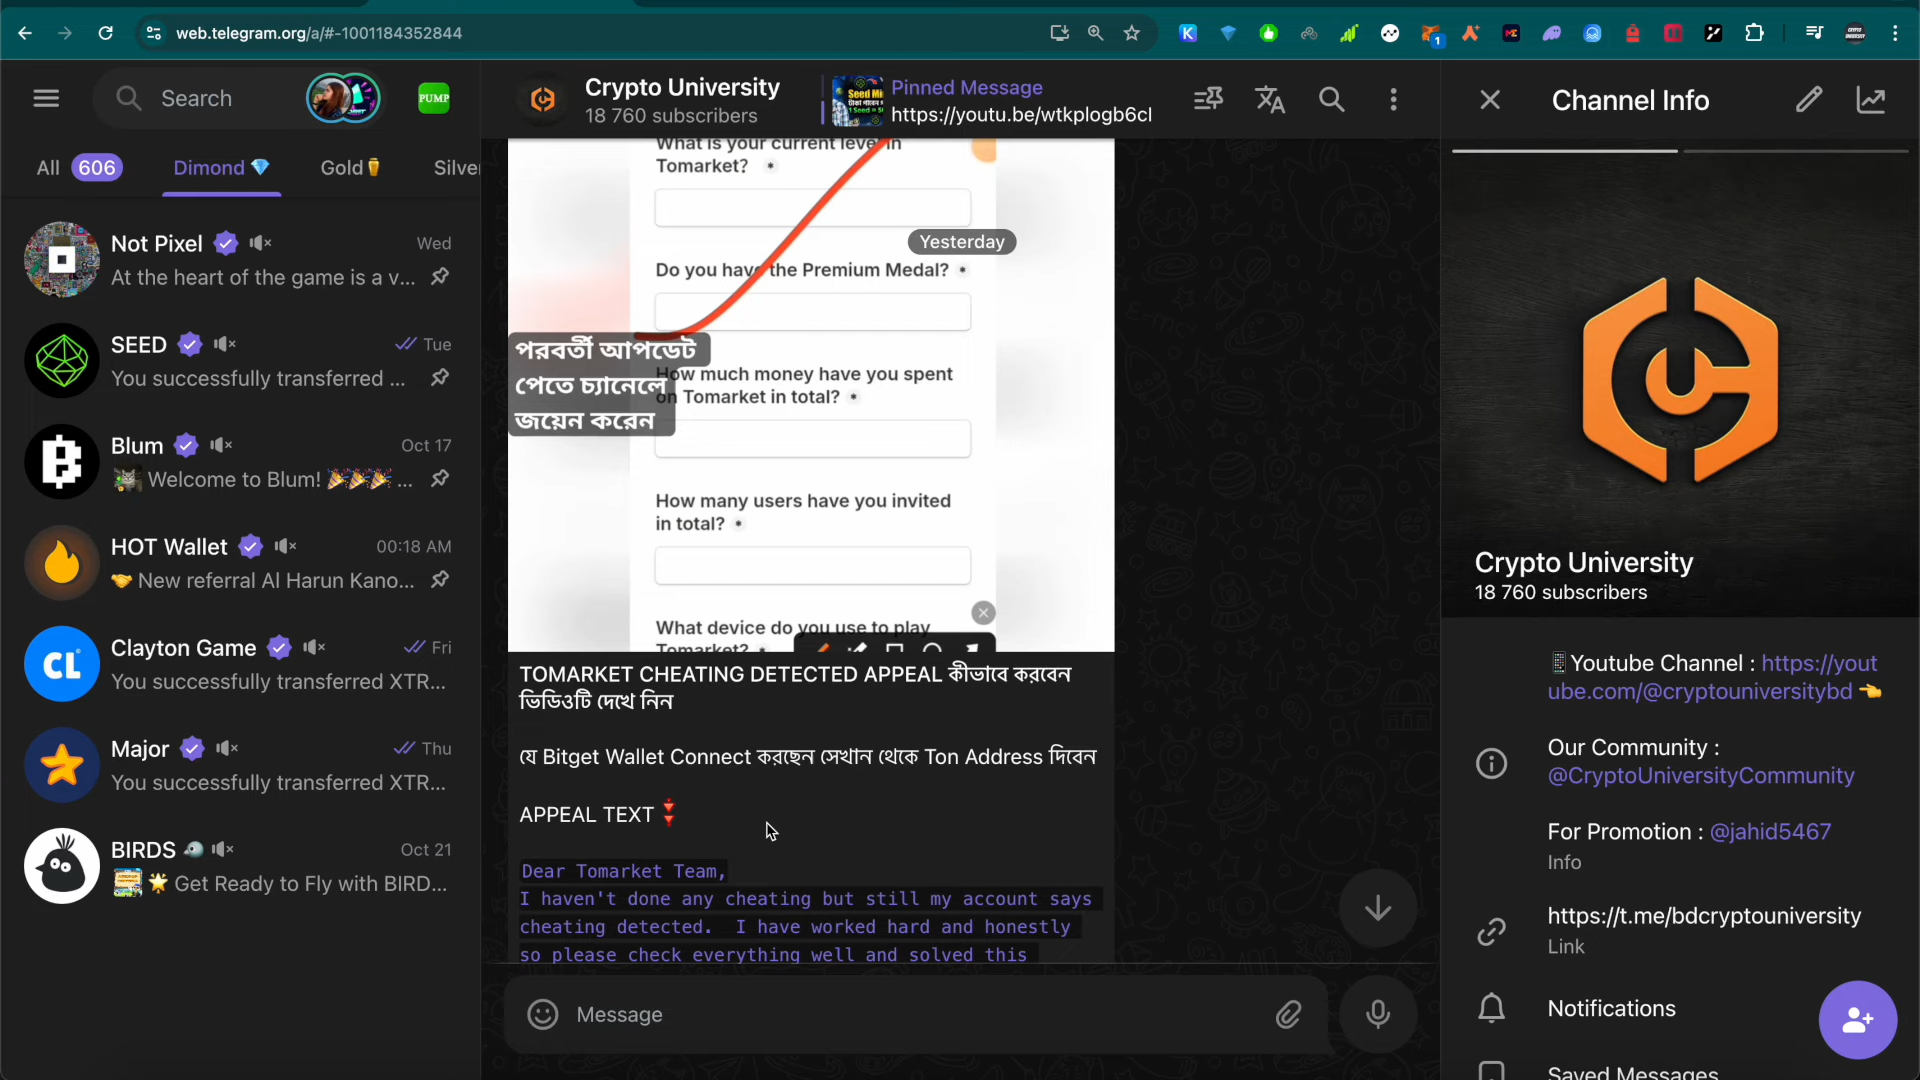 web.telegram.org/a/#-1001184352844
1
Search
PUMP
All 606
Dimond💎
Gold
Silve
Not Pixel
Wed
At the heart of the game is a v...
SEED
Tue
You successfully transferred ...
Blum
Oct 17
Welcome to Blum! 🎉🎉🎉 ...
HOT Wallet
00:18 AM
🤝 New referral Al Harun Kano...
CL
Clayton Game
Fri
You successfully transferred XTR...
Major
Thu
You successfully transferred XTR...
BIRDS
Oct 21
🌟 Get Ready to Fly with BIRD...
Crypto University
18 760 subscribers
Pinned Message
https://youtu.be/wtkplogb6cI
What is your current level in
Tomarket? *
Yesterday
Do you have the Premium Medal? *
পরবর্তী আপডেট
পেতে চ্যানেলে
জয়েন করেন
How much money have you spent
on Tomarket in total? *
How many users have you invited
in total? *
What device do you use to play
Tomarket? *
TOMARKET CHEATING DETECTED APPEAL কীভাবে করবেন
ভিডিওটি দেখে নিন
যে Bitget Wallet Connect করছেন সেখান থেকে Ton Address দিবেন
APPEAL TEXT
Dear Tomarket Team,
I haven't done any cheating but still my account says
cheating detected. I have worked hard and honestly
so please check everything well and solved this
Message
Channel Info
Crypto University
18 760 subscribers
📱Youtube Channel : https://yout
ube.com/@cryptouniversitybd 👈
Our Community :
@CryptoUniversityCommunity
For Promotion : @jahid5467
Info
https://t.me/bdcryptouniversity
Link
Notifications
Saved Messages